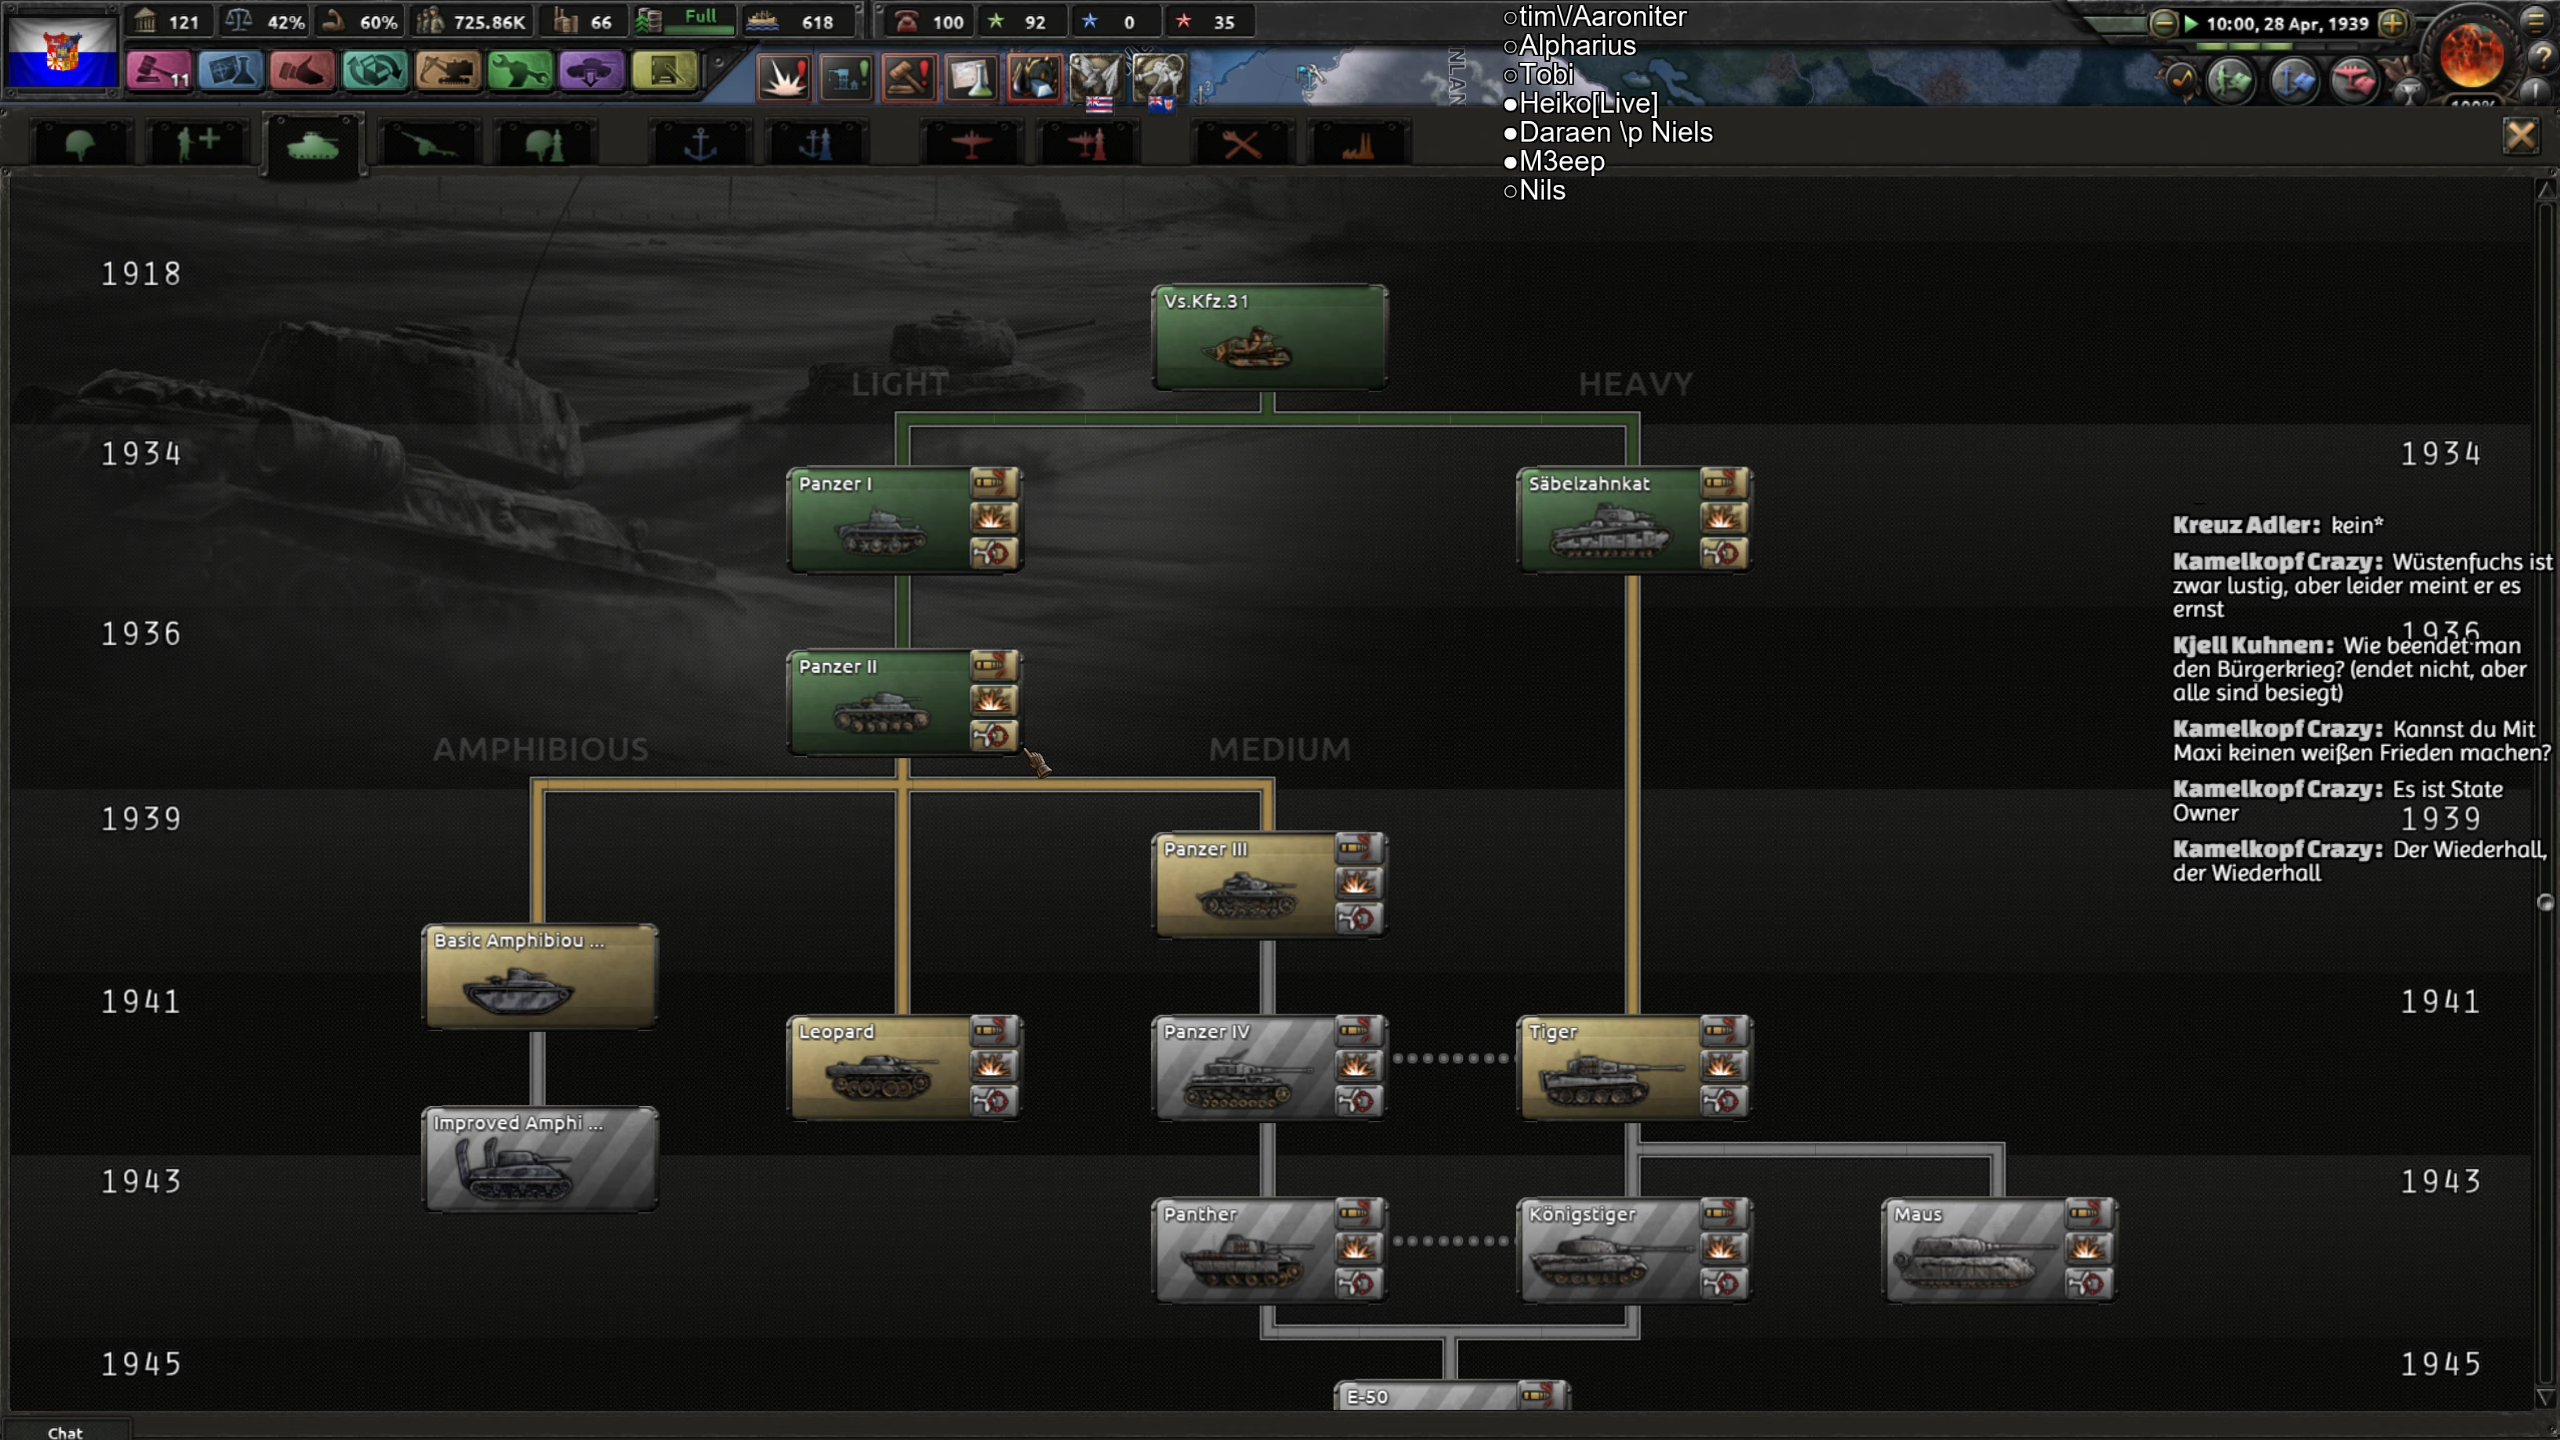 121 42% 60% 725.86K 66 Full 618 100 92 0 35
10:00, 28 Apr, 1939
11
100%
○tim\/Aaroniter
○Alpharius
○Tobi
●Heiko[Live]
●Daraen \p Niels
●M3eep
○Nils
1918
Vs.Kfz.31
LIGHT HEAVY
1934 1934
Panzer I Säbelzahnkat
Kreuz Adler: kein*
Kamelkopf Crazy: Wüstenfuchs ist
zwar lustig, aber leider meint er es
ernst
1936 1936
Kjell Kuhnen: Wie beendet man
den Bürgerkrieg? (endet nicht, aber
alle sind besiegt)
Panzer II
AMPHIBIOUS MEDIUM
Kamelkopf Crazy: Kannst du Mit
Maxi keinen weißen Frieden machen?
Kamelkopf Crazy: Es ist State
Owner
1939 1939
Kamelkopf Crazy: Der Wiederhall,
der Wiederhall
Panzer III
Basic Amphibiou ...
1941 1941
Leopard Panzer IV Tiger
Improved Amphi ...
1943 1943
Panther Königstiger Maus
1945 1945
E-50
Chat